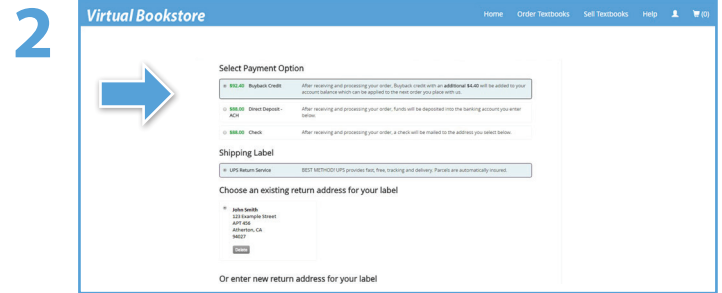 2
Virtual Bookstore
Home Order Textbooks Sell Textbooks Help (0)
Select Payment Option
$92.40 Buyback Credit After receiving and processing your order, Buyback credit with an additional $4.40 will be added to your
account balance which can be applied to the next order you place with us.
$88.00 Direct Deposit - After receiving and processing your order, funds will be deposited into the banking account you enter
ACH below.
$88.00 Check After receiving and processing your order, a check will be mailed to the address you select below.
Shipping Label
UPS Return Service BEST METHOD! UPS provides fast, free, tracking and delivery. Parcels are automatically insured.
Choose an existing return address for your label
John Smith
123 Example Street
APT 456
Atherton, CA
94027
Delete
Or enter new return address for your label